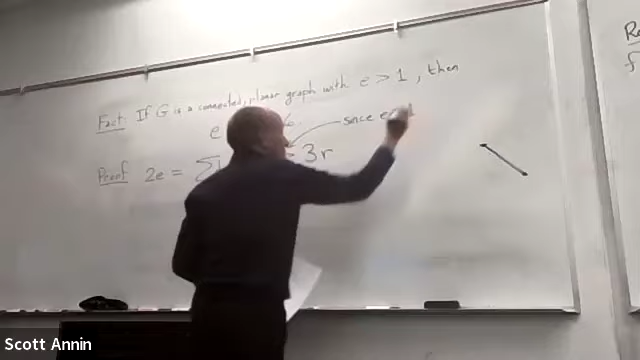 Fact: If G is a connected, planar graph with e > 1, then
e
since e
Proof 2e = ∑ 3r
Scott Annin